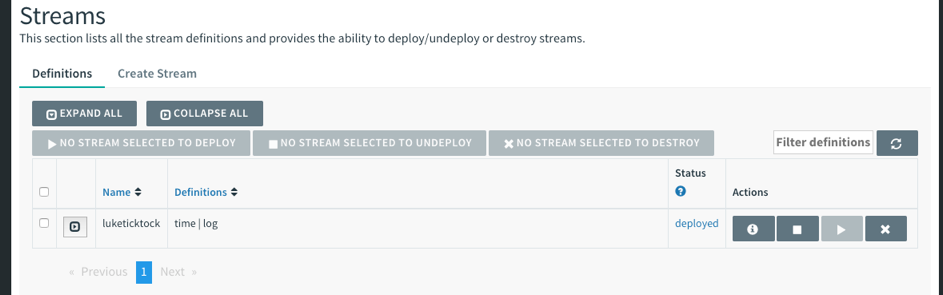 Streams
This section lists all the stream definitions and provides the ability to deploy/undeploy or destroy streams.
Definitions Create Stream
EXPAND ALL COLLAPSE ALL
NO STREAM SELECTED TO DEPLOY NO STREAM SELECTED TO UNDEPLOY NO STREAM SELECTED TO DESTROY Filter definitions
Name Definitions Status Actions
luketicktock time | log deployed
« Previous 1 Next »